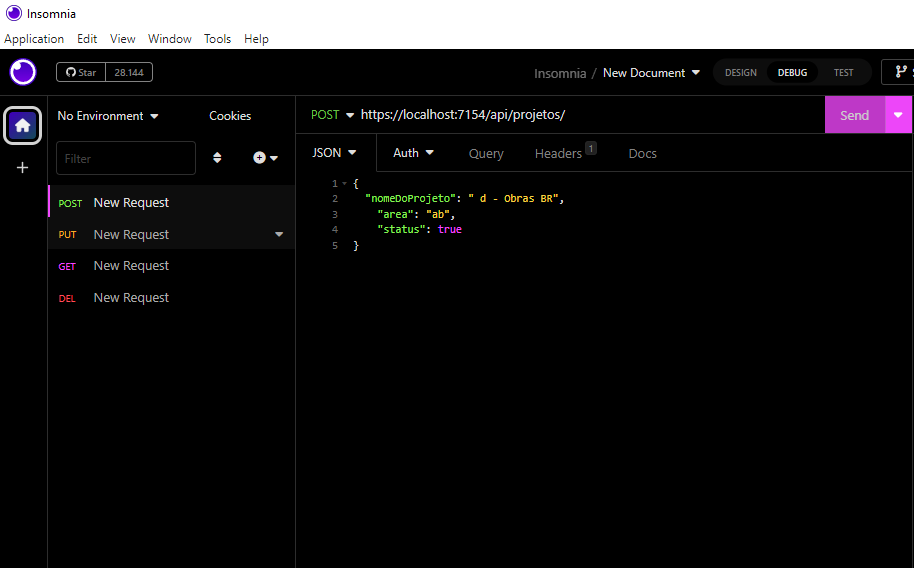 Insomnia
Application Edit View Window Tools Help
Star 28.144
Insomnia / New Document
DESIGN DEBUG TEST
No Environment Cookies
POST https://localhost:7154/api/projetos/ Send
Filter
JSON Auth Query Headers 1 Docs
POST New Request
PUT New Request
GET New Request
DEL New Request
1 {
2 "nomeDoProjeto": " d - Obras BR",
3 "area": "ab",
4 "status": true
5 }